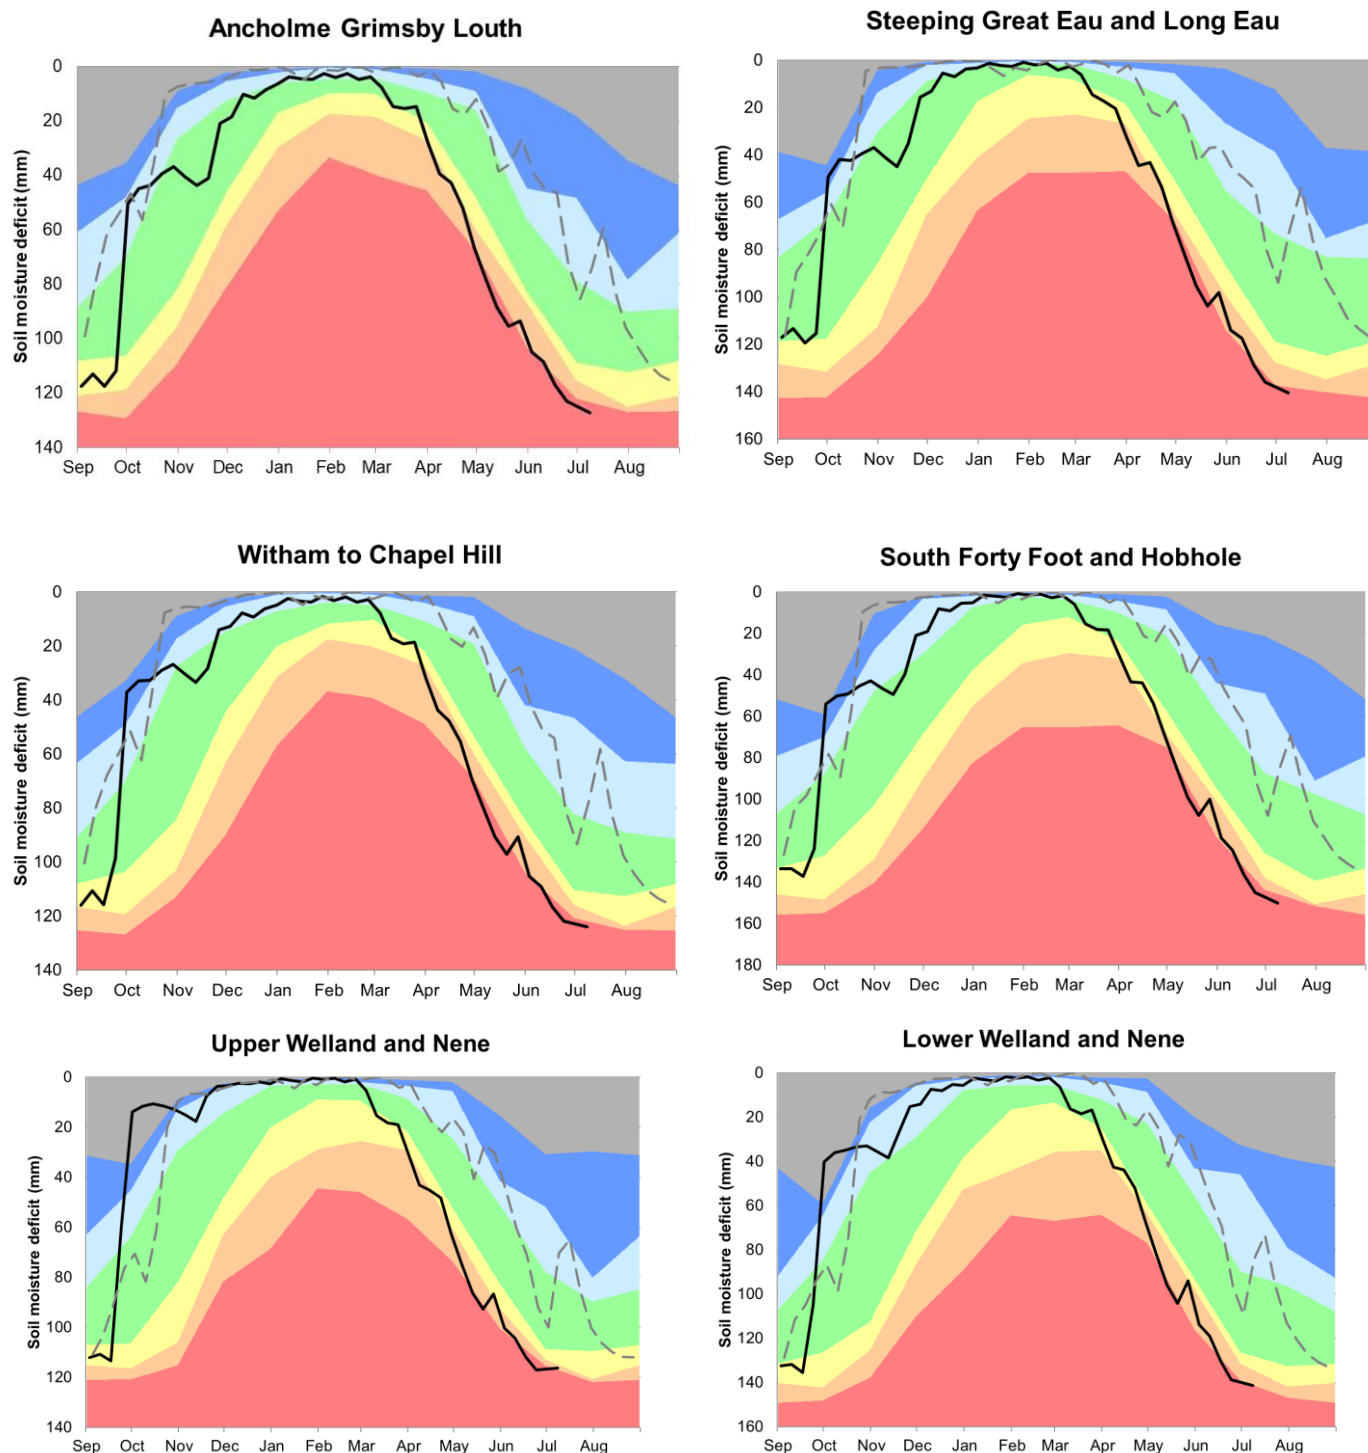 Ancholme Grimsby Louth
Soil moisture deficit (mm)
0
20
40
60
80
100
120
140
Sep Oct Nov Dec Jan Feb Mar Apr May Jun Jul Aug
Steeping Great Eau and Long Eau
Soil moisture deficit (mm)
0
20
40
60
80
100
120
140
160
Sep Oct Nov Dec Jan Feb Mar Apr May Jun Jul Aug
Witham to Chapel Hill
Soil moisture deficit (mm)
0
20
40
60
80
100
120
140
Sep Oct Nov Dec Jan Feb Mar Apr May Jun Jul Aug
South Forty Foot and Hobhole
Soil moisture deficit (mm)
0
20
40
60
80
100
120
140
160
180
Sep Oct Nov Dec Jan Feb Mar Apr May Jun Jul Aug
Upper Welland and Nene
Soil moisture deficit (mm)
0
20
40
60
80
100
120
140
Sep Oct Nov Dec Jan Feb Mar Apr May Jun Jul Aug
Lower Welland and Nene
Soil moisture deficit (mm)
0
20
40
60
80
100
120
140
160
Sep Oct Nov Dec Jan Feb Mar Apr May Jun Jul Aug